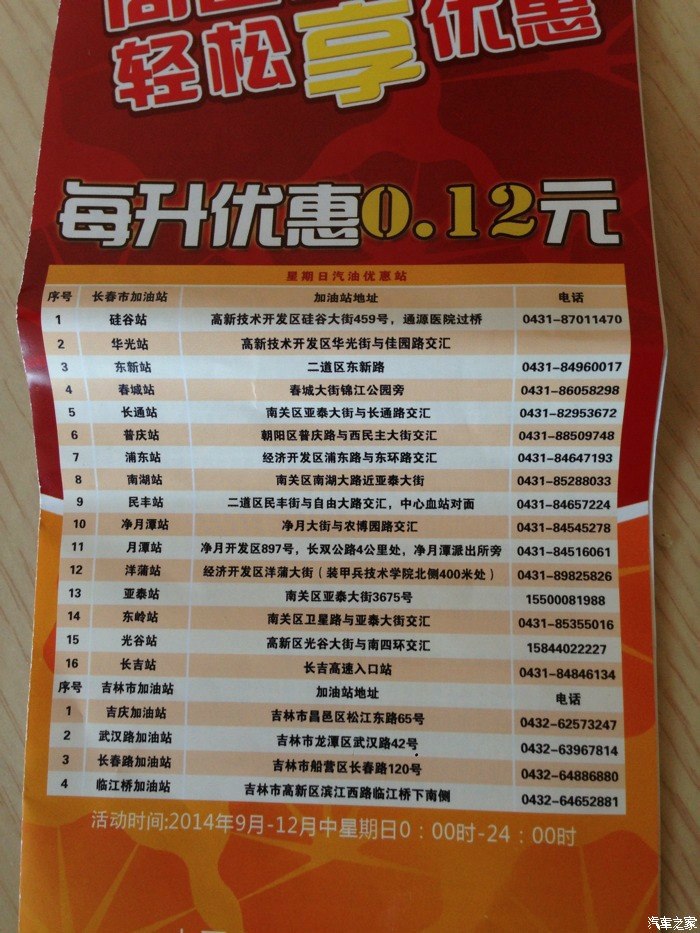 轻松享优惠
每升优惠0.12元
星期日汽油优惠站
序号 长春市加油站 加油站地址 电话
1 硅谷站 高新技术开发区硅谷大街459号，通源医院过桥 0431-87011470
2 华光站 高新技术开发区华光街与佳园路交汇
3 东新站 二道区东新路 0431-84960017
4 春城站 春城大街锦江公园旁 0431-86058298
5 长通站 南关区亚泰大街与长通路交汇 0431-82953672
6 普庆站 朝阳区普庆路与西民主大街交汇 0431-88509748
7 浦东站 经济开发区浦东路与东环路交汇 0431-84647193
8 南湖站 南关区南湖大路近亚泰大街 0431-85288033
9 民丰站 二道区民丰街与自由大路交汇，中心血站对面 0431-84657224
10 净月潭站 净月大街与农博园路交汇 0431-84545278
11 月潭站 净月开发区897号，长双公路4公里处，净月潭派出所旁 0431-84516061
12 洋蒲站 经济开发区洋蒲大街（装甲兵技术学院北侧400米处） 0431-89825826
13 亚泰站 南关区亚泰大街3675号 15500081988
14 东岭站 南关区卫星路与亚泰大街交汇 0431-85355016
15 光谷站 高新区光谷大街与南四环交汇 15844022227
16 长吉站 长吉高速入口站 0431-84846134
序号 吉林市加油站 加油站地址 电话
1 吉庆加油站 吉林市昌邑区松江东路65号 0432-62573247
2 武汉路加油站 吉林市龙潭区武汉路42号 0432-63967814
3 长春路加油站 吉林市船营区长春路120号 0432-64886880
4 临江桥加油站 吉林市高新区滨江西路临江桥下南侧 0432-64652881
活动时间:2014年9月-12月中星期日0：00时-24：00时
汽车之家